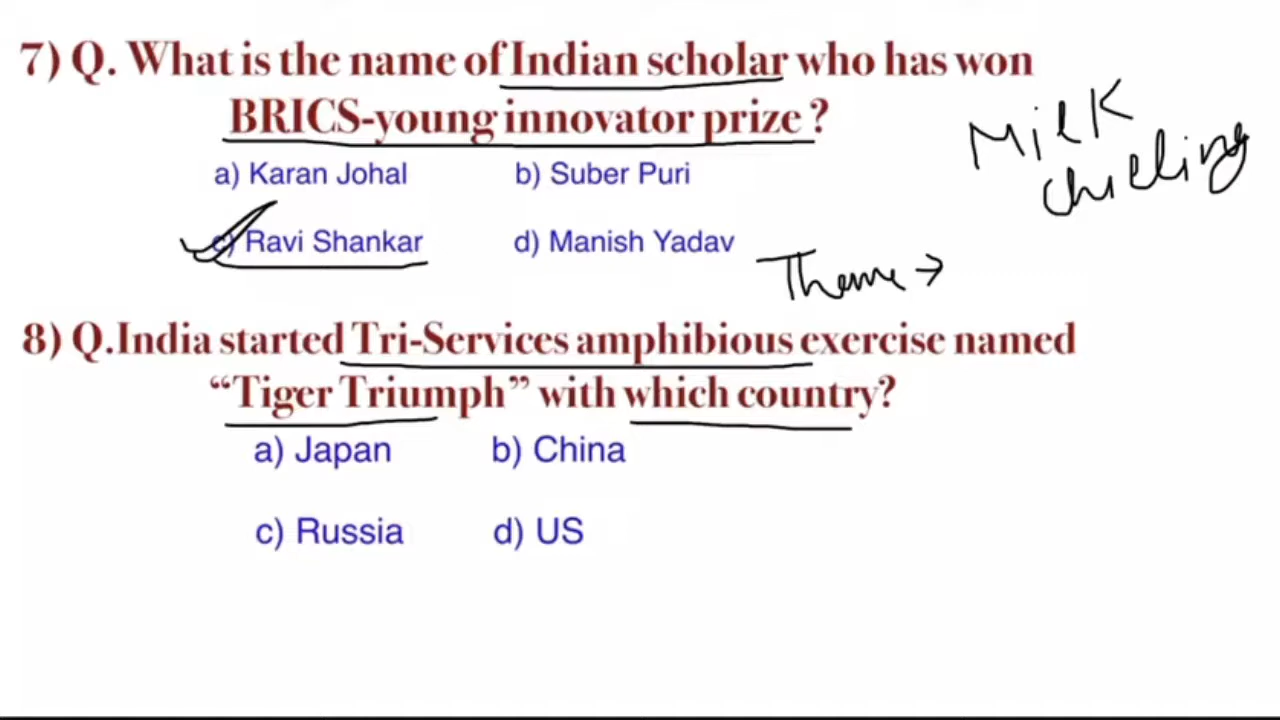 7) Q. What is the name of Indian scholar who has won
BRICS-young innovator prize ?
a) Karan Johal b) Suber Puri
c) Ravi Shankar d) Manish Yadav
Milk
Chilling
Theme →
8) Q.India started Tri-Services amphibious exercise named
“Tiger Triumph” with which country?
a) Japan b) China
c) Russia d) US